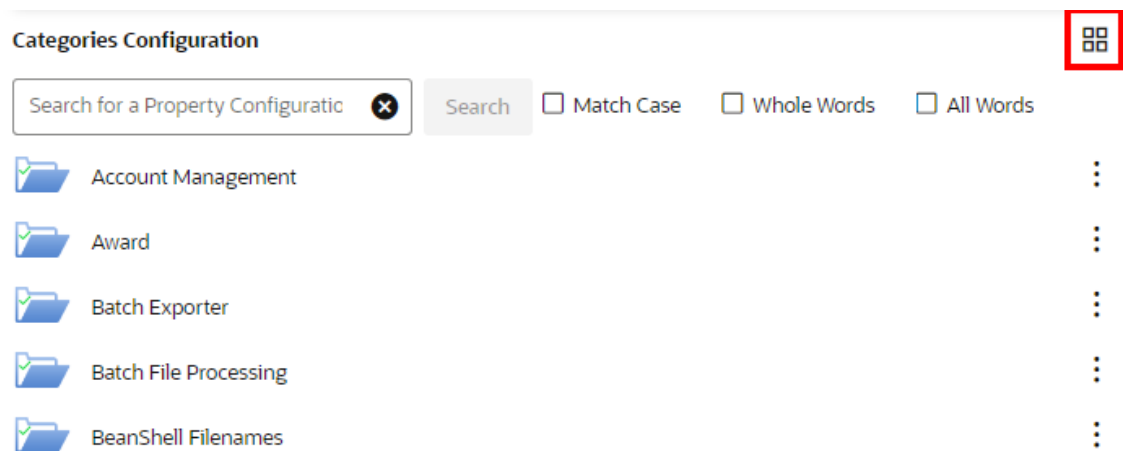 Categories Configuration
Search for a Property Configuratic
Search
Match Case
Whole Words
All Words
Account Management
Award
Batch Exporter
Batch File Processing
BeanShell Filenames